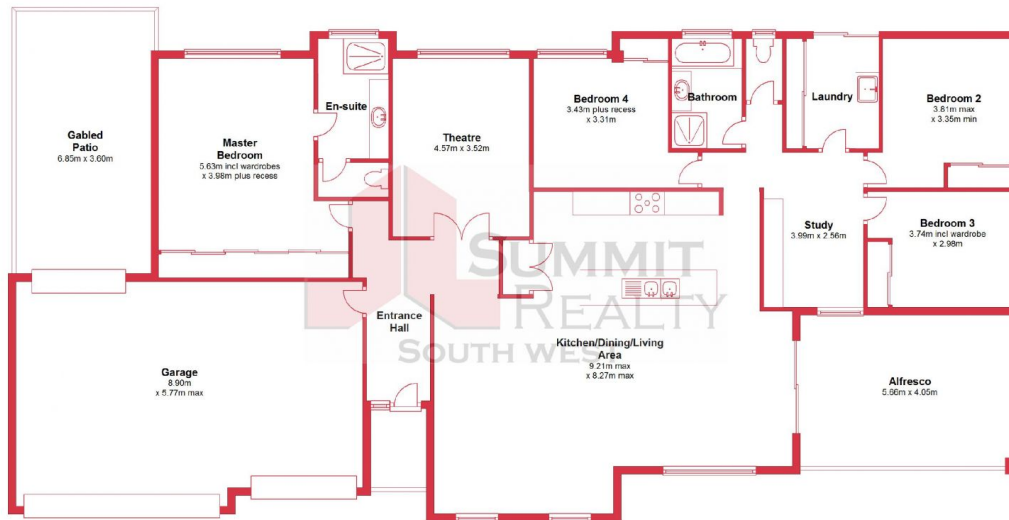 Gabled
Patio
6.85m x 3.60m
Master
Bedroom
5.63m incl wardrobes
x 3.98m plus recess
En-suite
Theatre
4.57m x 3.52m
Bedroom 4
3.43m plus recess
x 3.31m
Bathroom
Laundry
Bedroom 2
3.61m max
x 3.35m min
Study
3.99m x 2.56m
Bedroom 3
3.74m incl wardrobe
x 2.98m
SUMMIT
REALTY
SOUTH WEST
Entrance
Hall
Kitchen/Dining/Living
Area
9.21m max
x 8.27m max
Garage
8.90m
x 5.77m max
Alfresco
5.66m x 4.05m